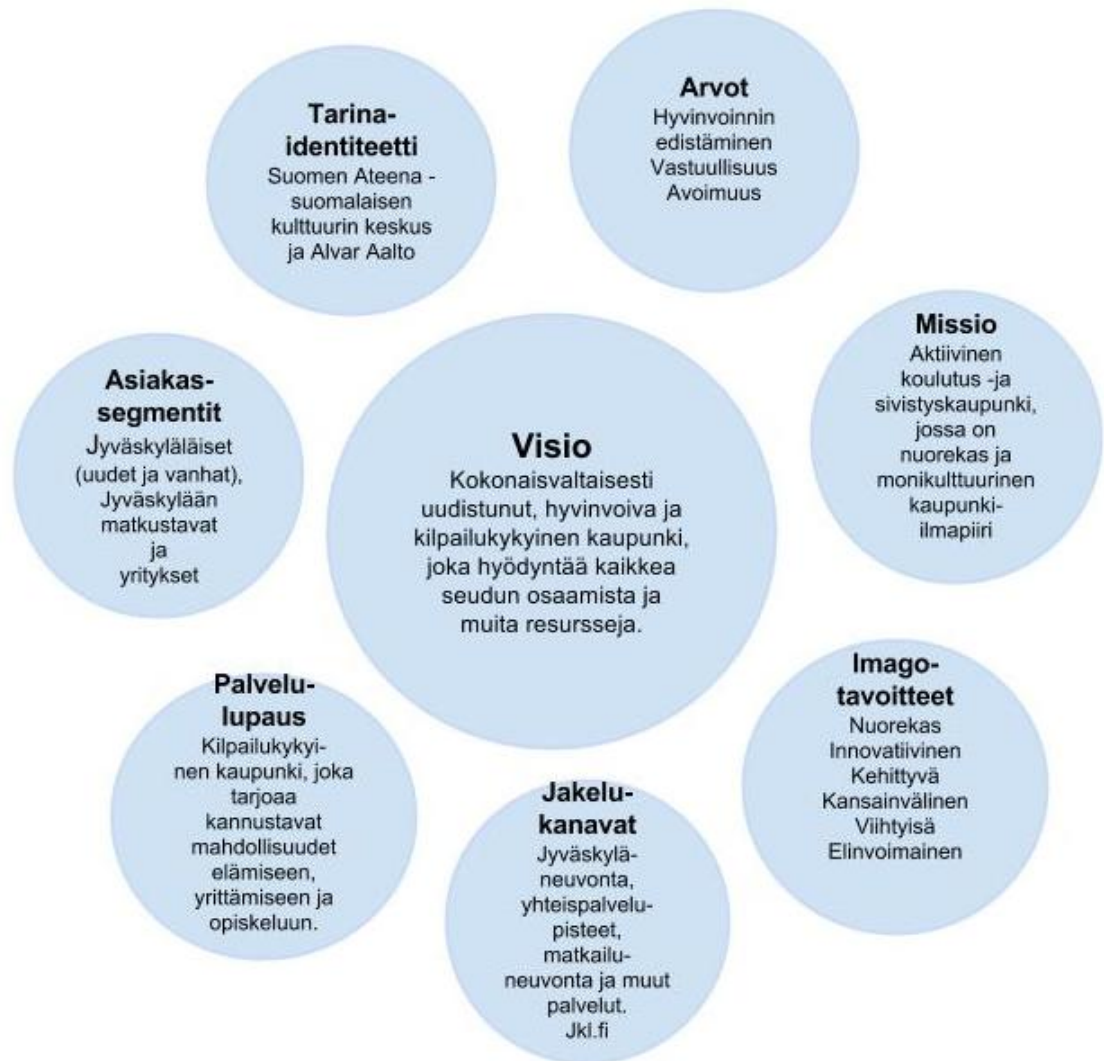 Tarina-
identiteetti
Suomen Ateena -
suomalaisen
kulttuurin keskus
ja Alvar Aalto
Arvot
Hyvinvoinnin
edistäminen
Vastuullisuus
Avoimuus
Missio
Aktiivinen
koulutus -ja
sivistyskaupunki,
jossa on
nuorekas ja
monikulttuurinen
kaupunki-
ilmapiiri
Asiakas-
segmentit
Jyväskyläläiset
(uudet ja vanhat),
Jyväskylään
matkustavat
ja
yritykset
Visio
Kokonaisvaltaisesti
uudistunut, hyvinvoiva ja
kilpailukykyinen kaupunki,
joka hyödyntää kaikkea
seudun osaamista ja
muita resursseja.
Imago-
tavoitteet
Nuorekas
Innovatiivinen
Kehittyvä
Kansainvälinen
Viihtyisä
Elinvoimainen
Palvelu-
lupaus
Kilpailukykyi-
nen kaupunki, joka
tarjoaa
kannustavat
mahdollisuudet
elämiseen,
yrittämiseen ja
opiskeluun.
Jakelu-
kanavat
Jyväskylä-
neuvonta,
yhteispalvelu-
pisteet,
matkailu-
neuvonta ja muut
palvelut.
Jkl.fi